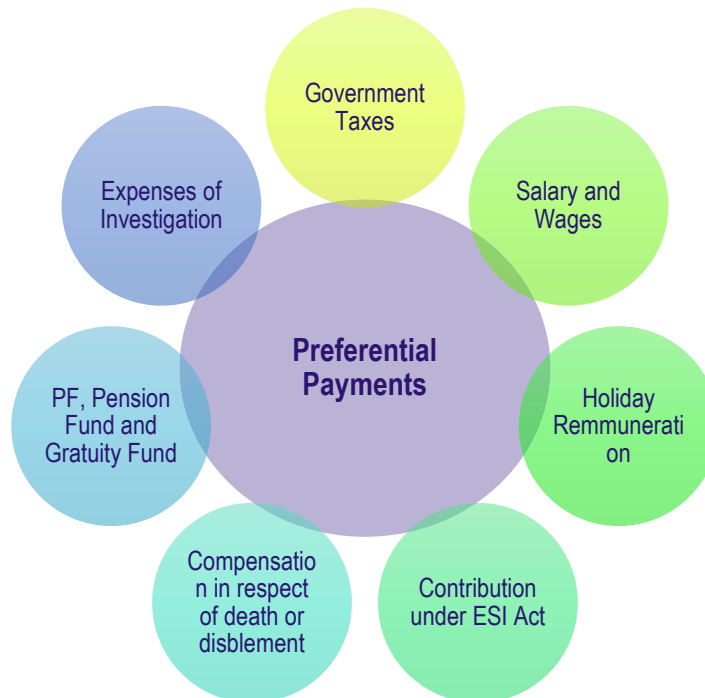 Government
Taxes
Salary and
Wages
Holiday
Remmunerati
on
Contribution
under ESI Act
Compensatio
n in respect
of death or
disblement
PF, Pension
Fund and
Gratuity Fund
Expenses of
Investigation
Preferential
Payments